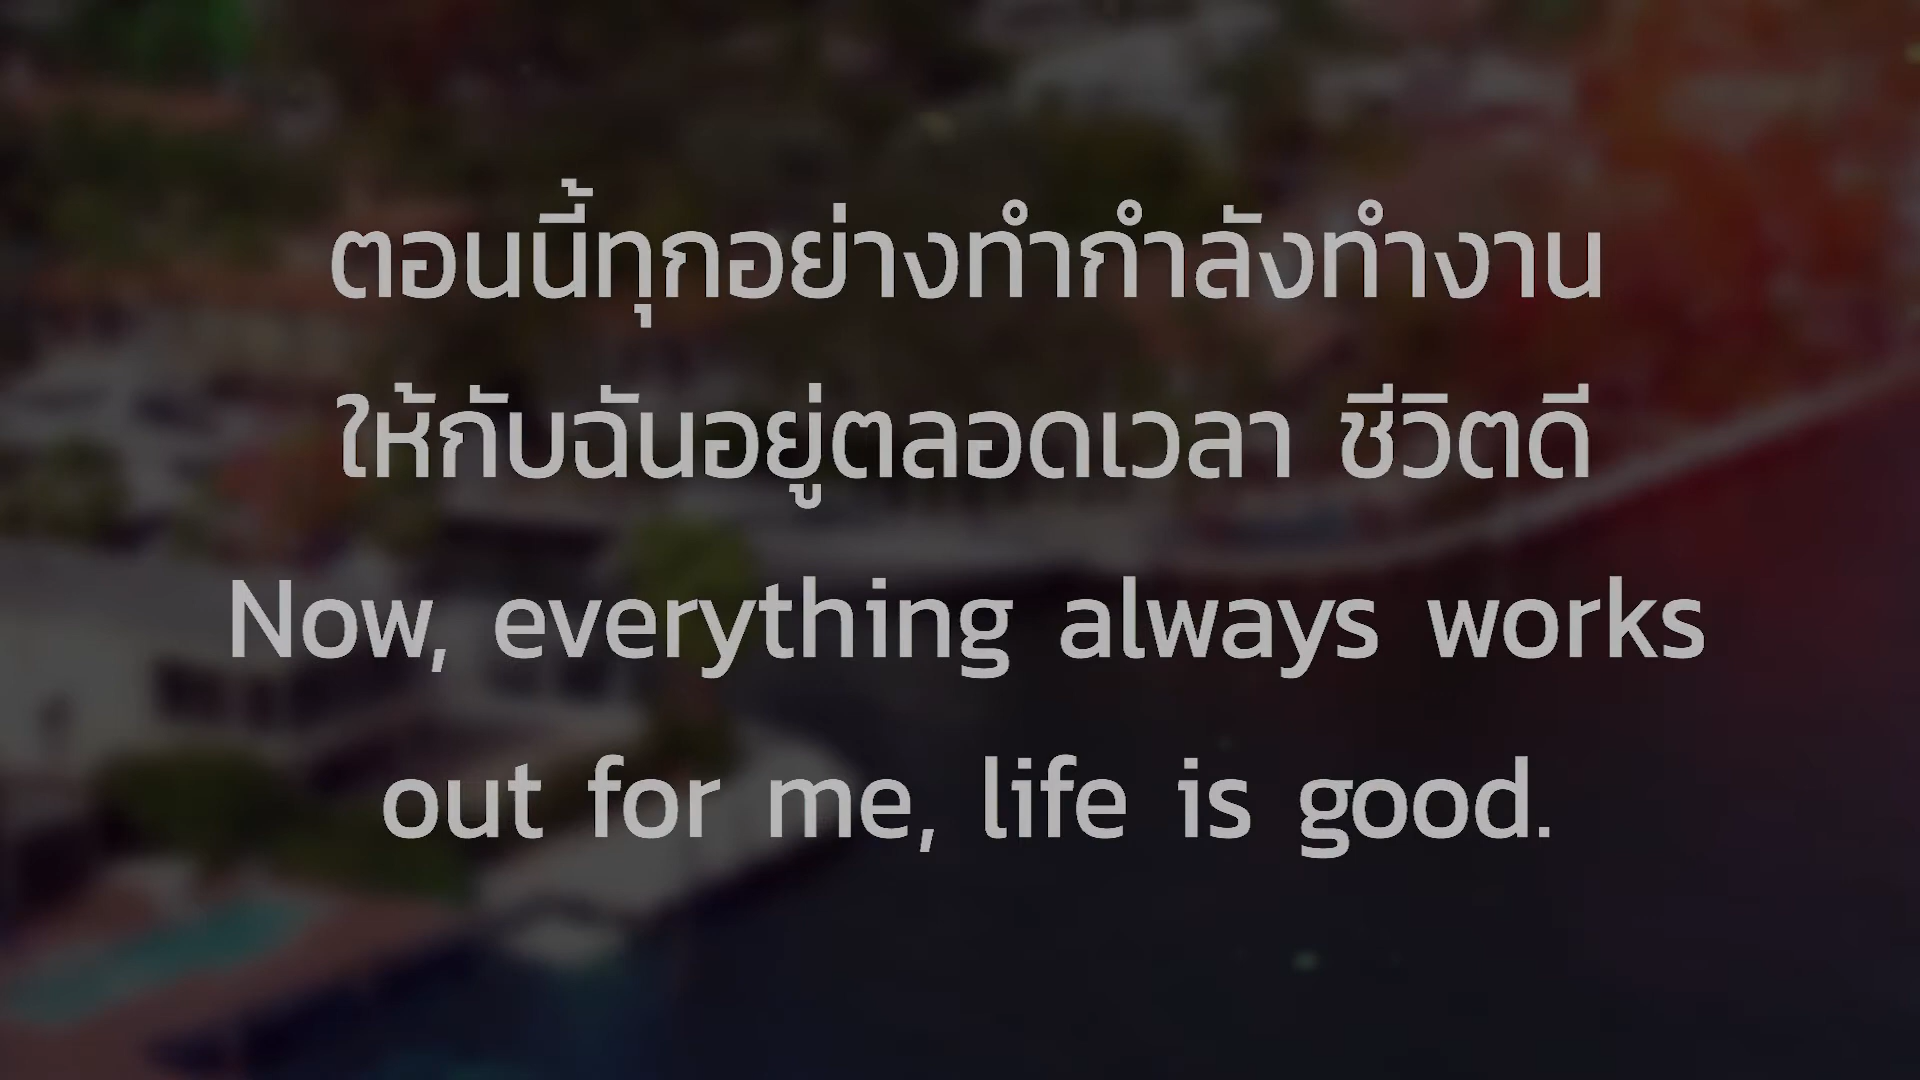 ตอนนี้ทุกอย่างทำกำลังทำงาน
ให้กับฉันอยู่ตลอดเวลา ชีวิตดี
Now, everything always works
out for me, life is good.